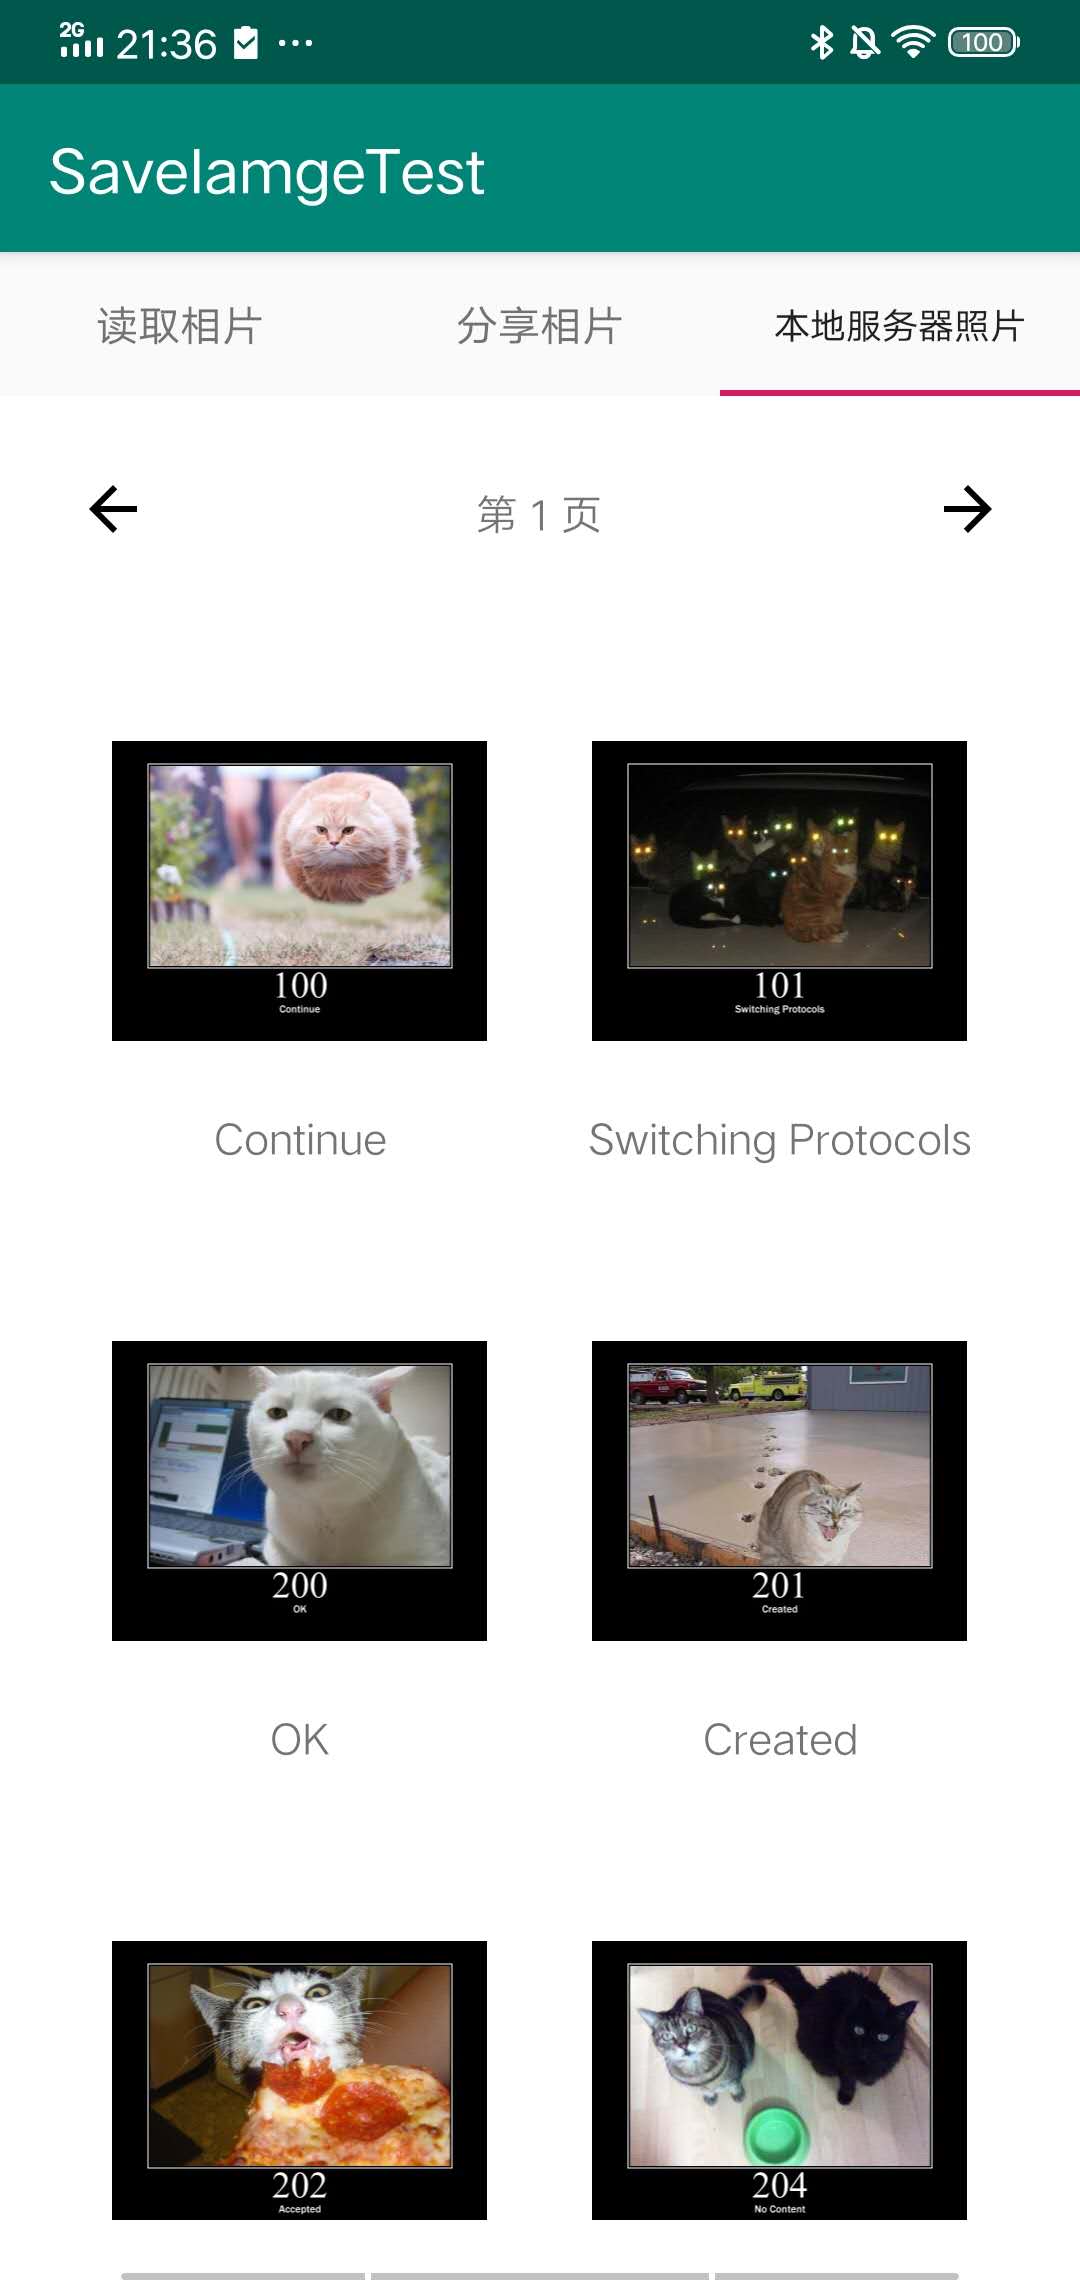 2G
21:36
100
SaveIamgeTest
读取相片
分享相片
本地服务器照片
第 1 页
100
Continue
101
Switching Protocols
Continue
Switching Protocols
200
OK
201
Created
OK
Created
202
Accepted
204
No Content